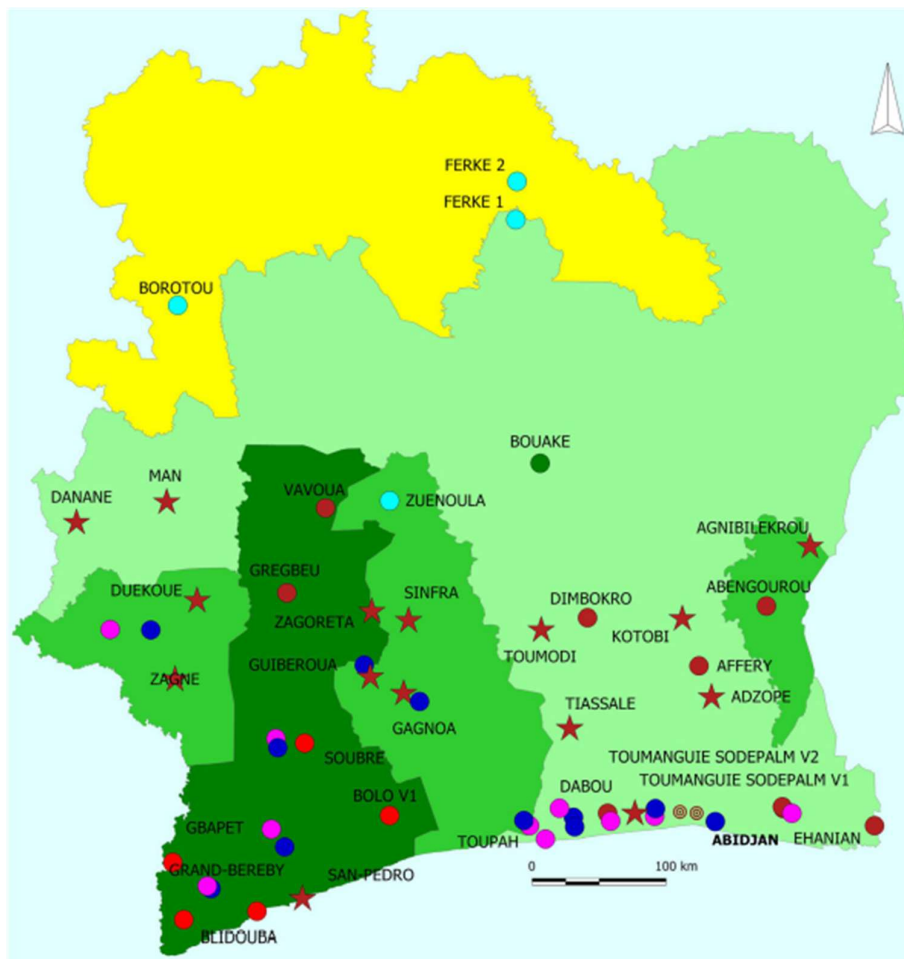 FERKE 2
FERKE 1
BOROTOU
BOUAKE
MAN
DANANE
VAVOUA
ZUENOULA
AGNIBILEKROU
DUEKOUE
GREGBEU
SINFRA
DIMBOKRO
ABENGOUROU
ZAGORETA
KOTOBI
TOUMODI
GUIBEROUA
AFFERY
ZAGNE
ADZOPE
TIASSALE
GAGNOA
SOUBRE
TOUMANGUIE SODEPALM V2
DABOU
TOUMANGUIE SODEPALM V1
BOLO V1
GBAPET
TOUPAH
ABIDJAN
EHANIAN
0 100 km
GRAND-BEREBY
SAN-PEDRO
BLIDOUBA